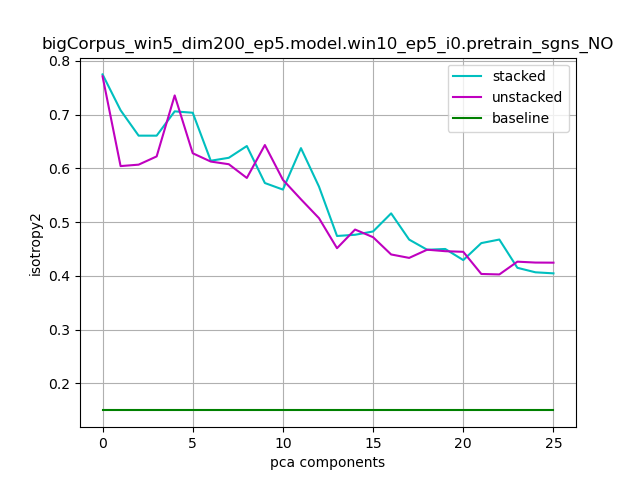 bigCorpus_win5_dim200_ep5.model.win10_ep5_i0.pretrain_sgns_NO
stacked
unstacked
baseline
isotropy2
0.8
0.7
0.6
0.5
0.4
0.3
0.2
0 5 10 15 20 25
pca components